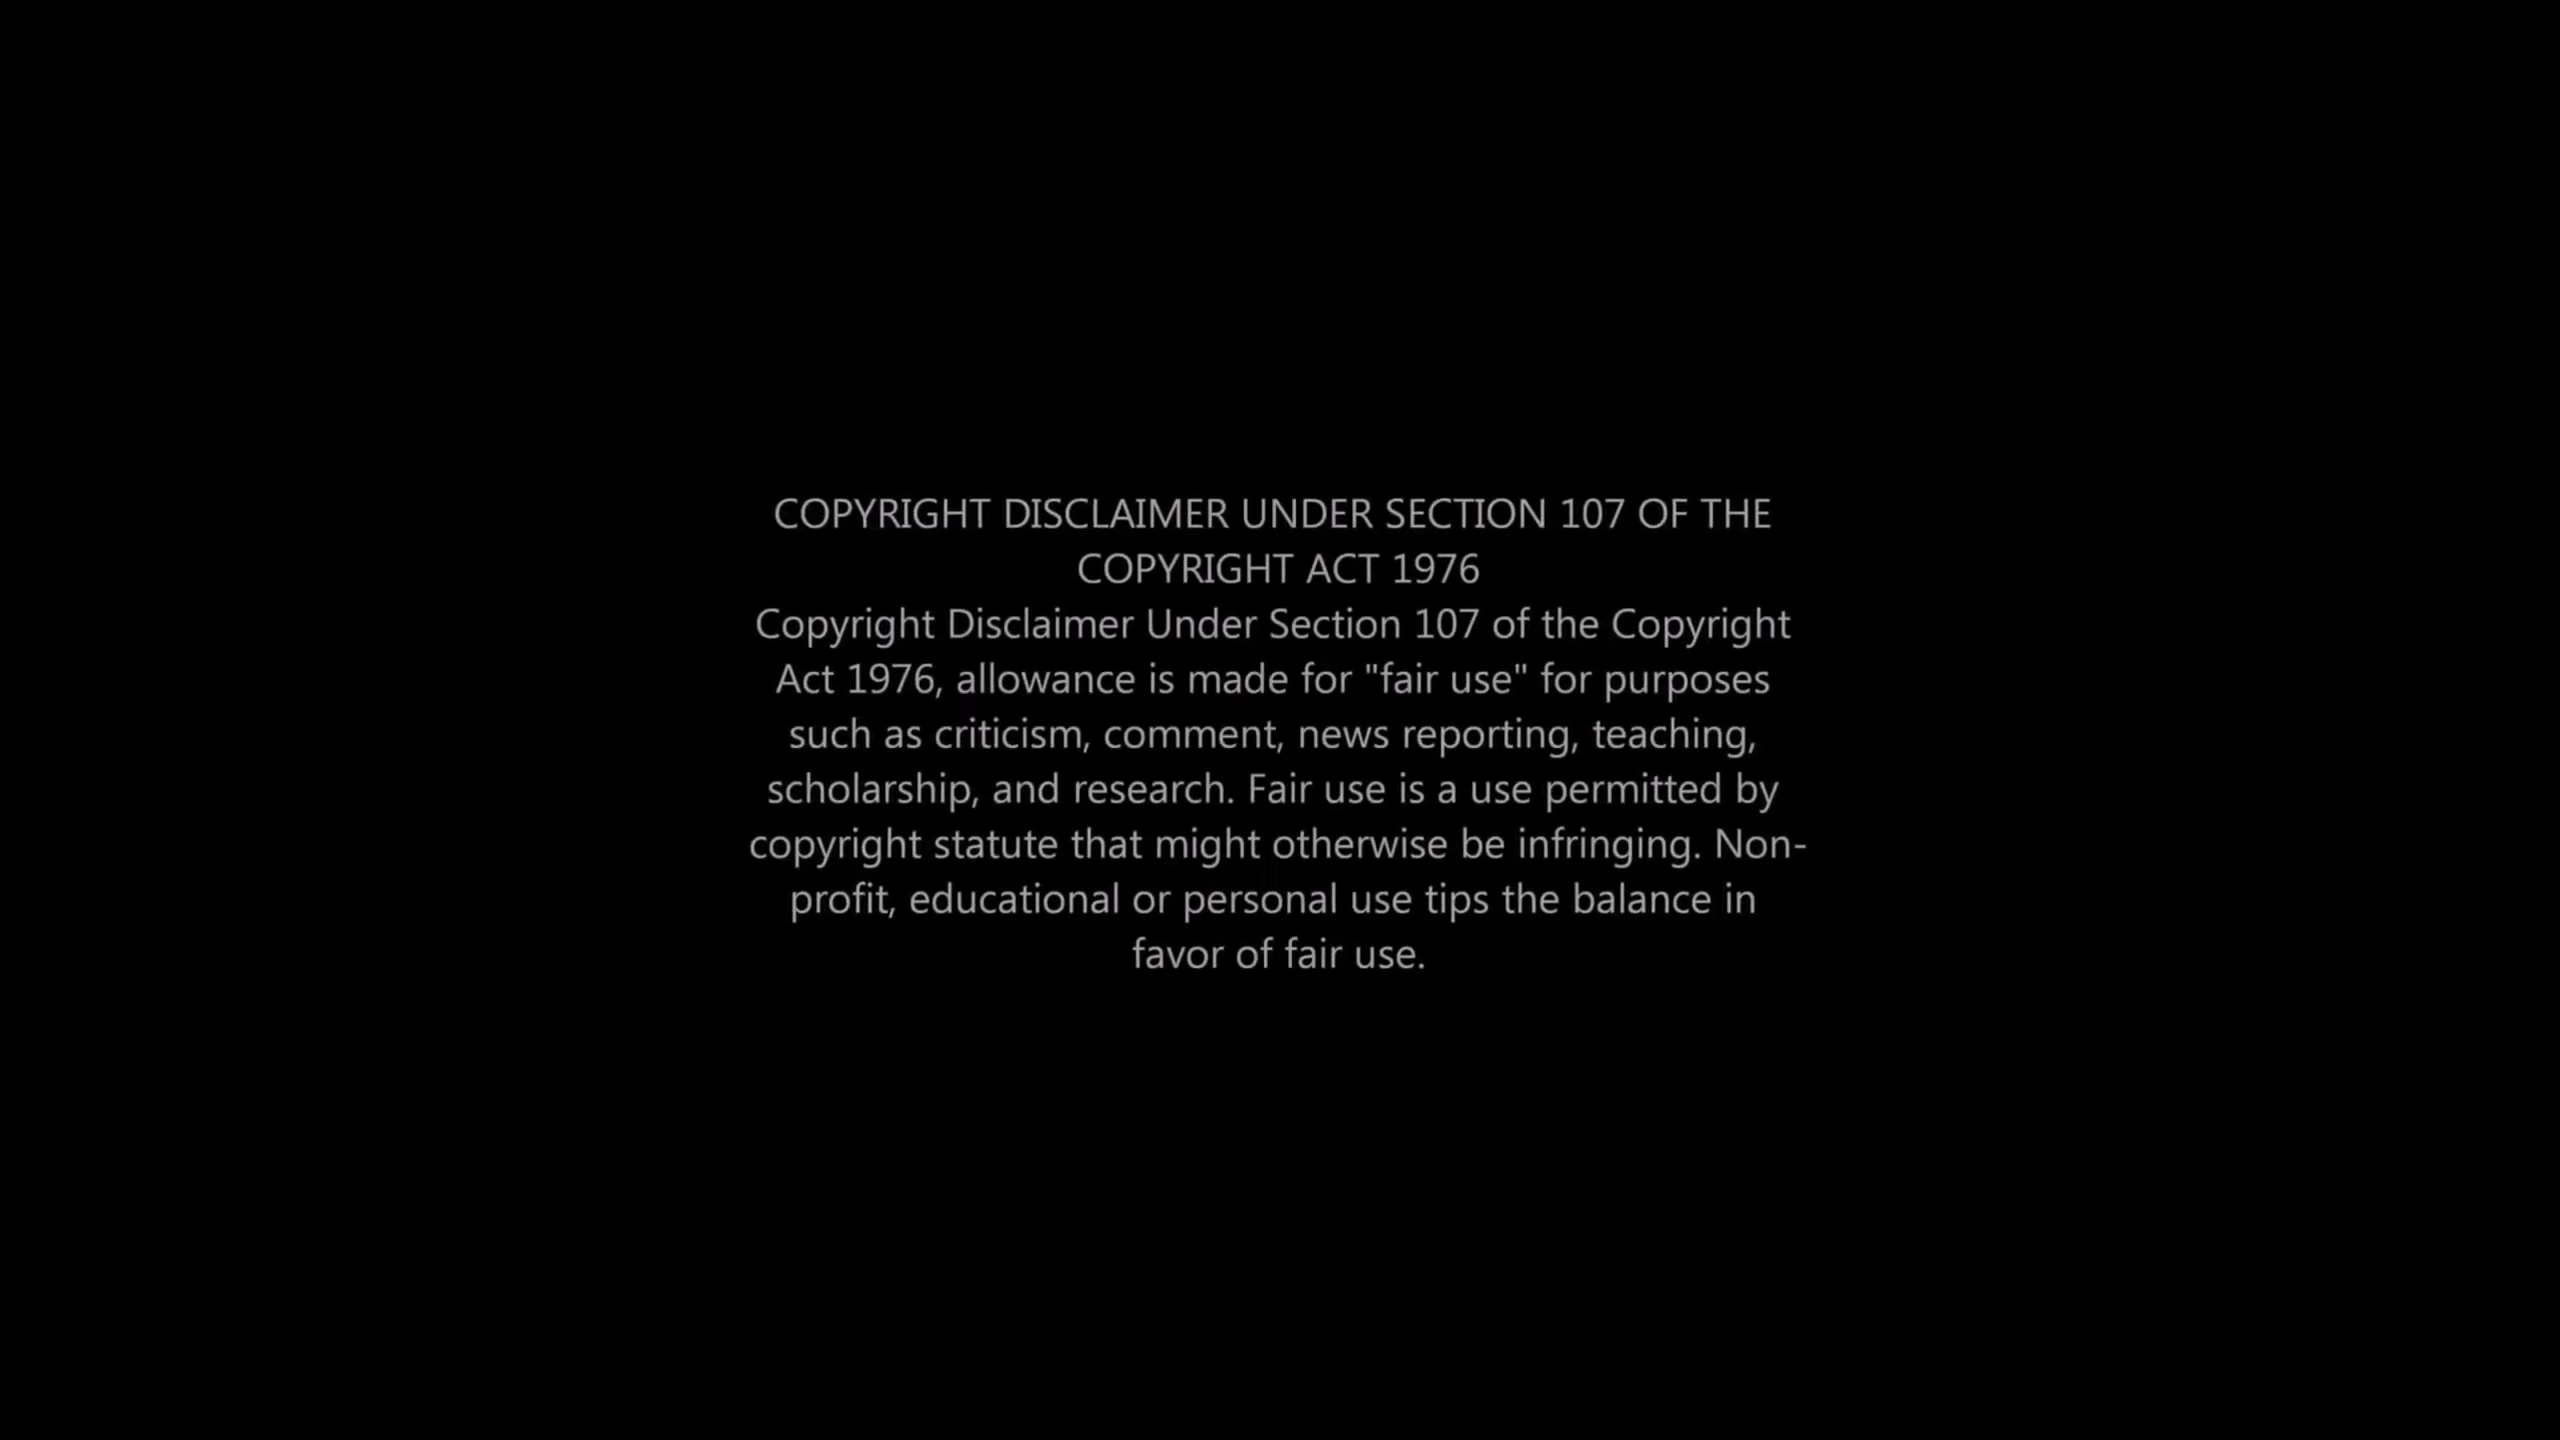 COPYRIGHT DISCLAIMER UNDER SECTION 107 OF THE
COPYRIGHT ACT 1976
Copyright Disclaimer Under Section 107 of the Copyright
Act 1976, allowance is made for "fair use" for purposes
such as criticism, comment, news reporting, teaching,
scholarship, and research. Fair use is a use permitted by
copyright statute that might otherwise be infringing. Non-
profit, educational or personal use tips the balance in
favor of fair use.